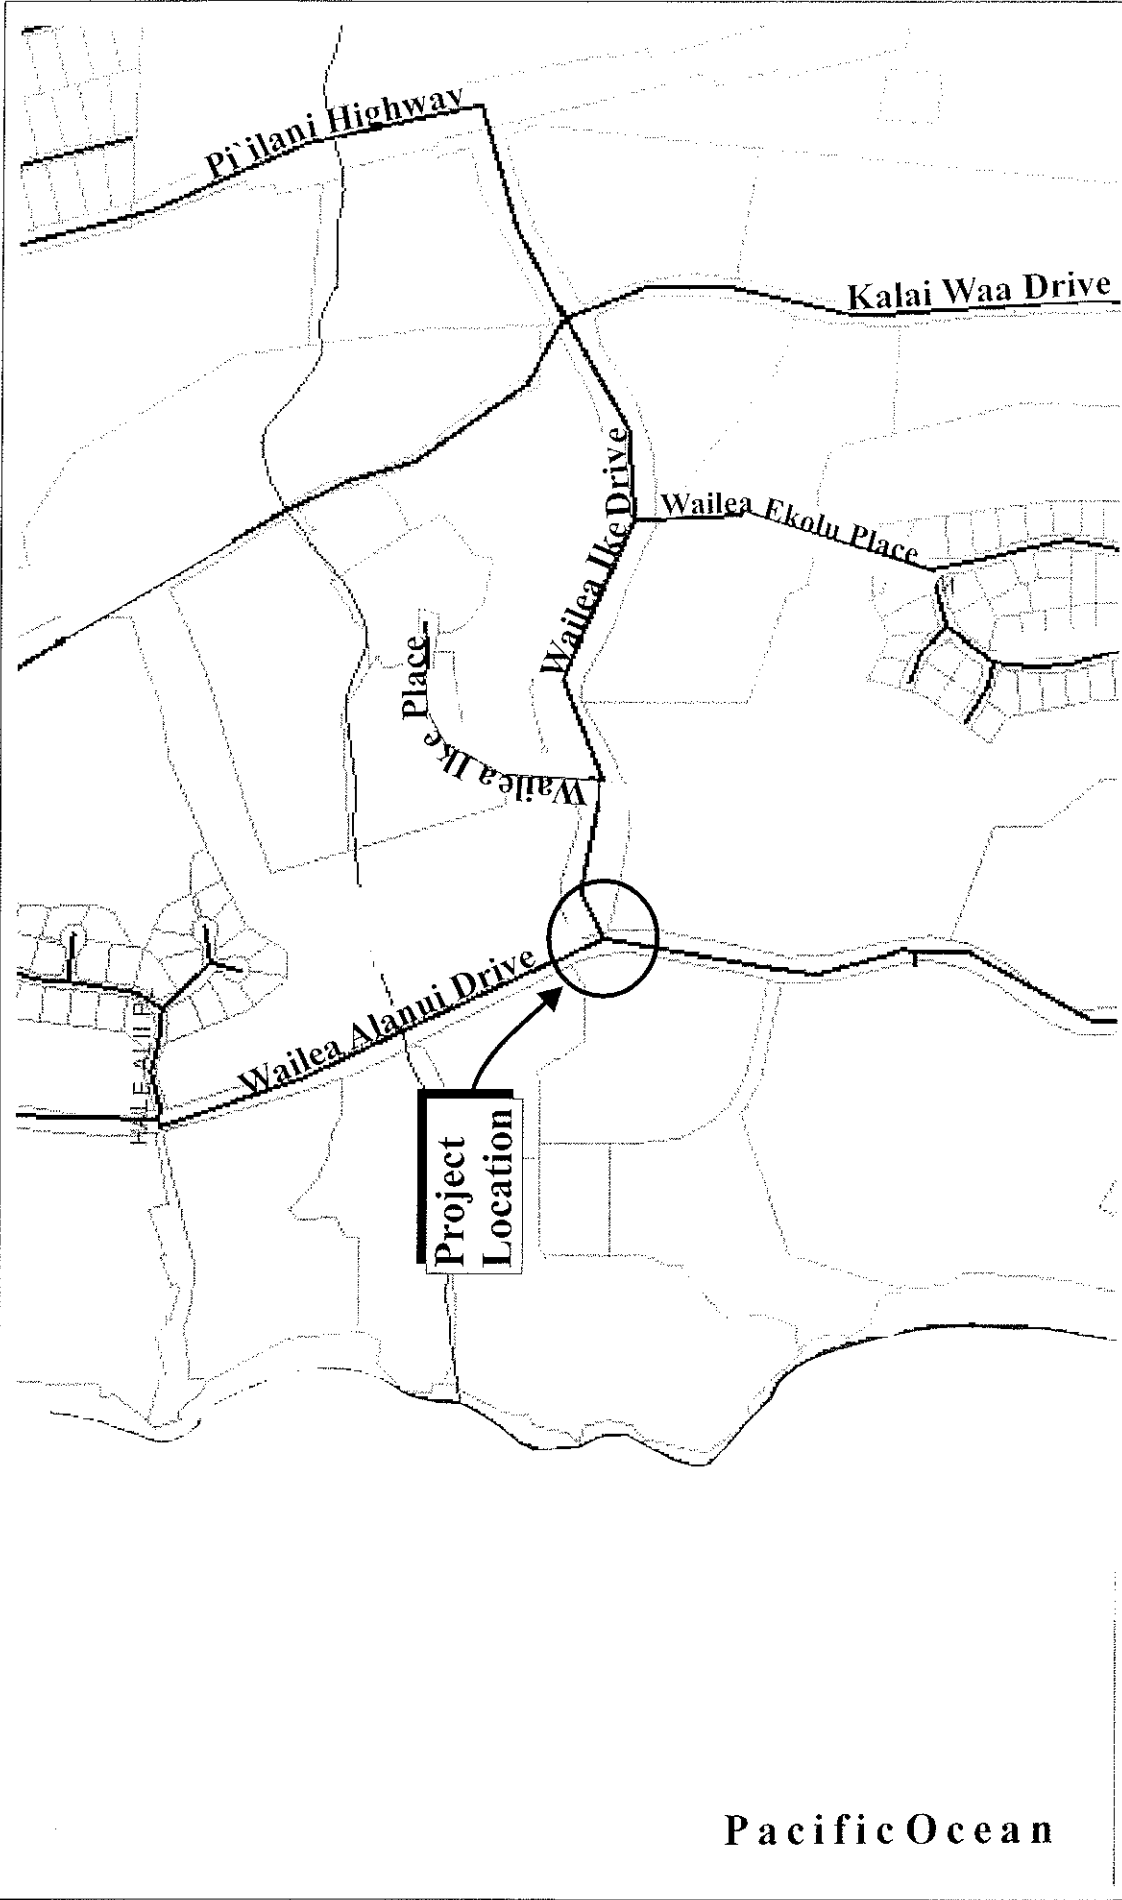 Pi`ilani Highway
Kalai Waa Drive
Wailea Ike Drive
Wailea Ekolu Place
Wailea Ike Place
Wailea Alanui Drive
Project
Location
Pacific Ocean